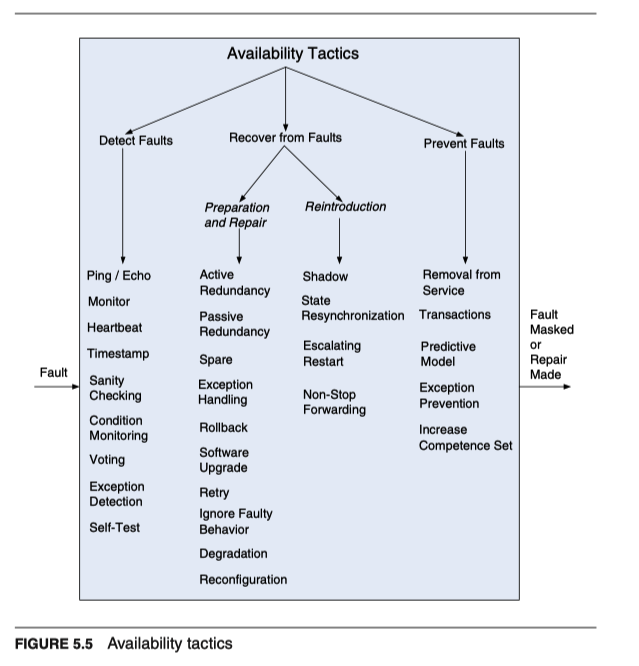 Availability Tactics
Detect Faults
Recover from Faults
Prevent Faults
Preparation
and Repair
Reintroduction
Ping / Echo
Monitor
Heartbeat
Timestamp
Sanity
Checking
Condition
Monitoring
Voting
Exception
Detection
Self-Test
Active
Redundancy
Passive
Redundancy
Spare
Exception
Handling
Rollback
Software
Upgrade
Retry
Ignore Faulty
Behavior
Degradation
Reconfiguration
Shadow
State
Resynchronization
Escalating
Restart
Non-Stop
Forwarding
Removal from
Service
Transactions
Predictive
Model
Exception
Prevention
Increase
Competence Set
Fault
Fault
Masked
or
Repair
Made
FIGURE 5.5 Availability tactics